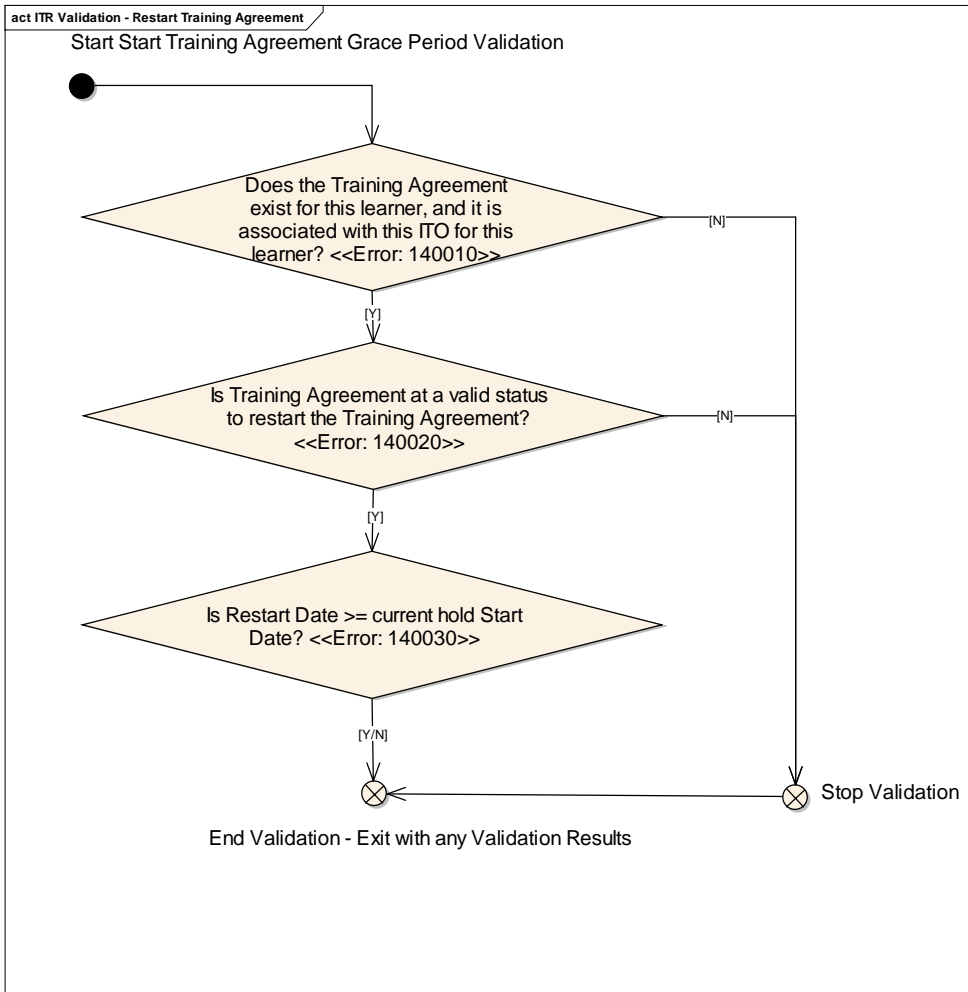 act ITR Validation - Restart Training Agreement
Start Start Training Agreement Grace Period Validation
Does the Training Agreement
exist for this learner, and it is
associated with this ITO for this
learner? <<Error: 140010>>
[N]
[Y]
Is Training Agreement at a valid status
to restart the Training Agreement?
<<Error: 140020>>
[N]
[Y]
Is Restart Date >= current hold Start
Date? <<Error: 140030>>
[Y/N]
Stop Validation
End Validation - Exit with any Validation Results